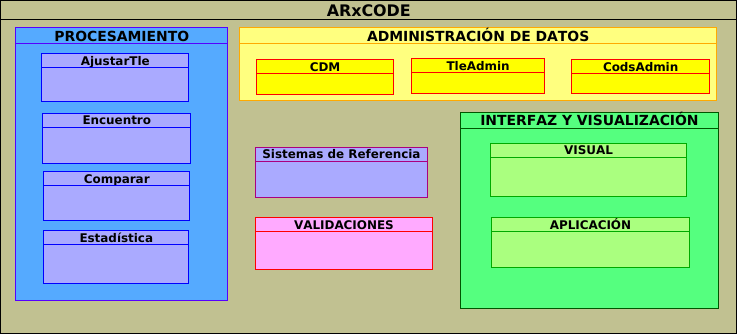 ARxCODE
PROCESAMIENTO
AjustarTle
Encuentro
Comparar
Estadística
ADMINISTRACIÓN DE DATOS
CDM
TleAdmin
CodsAdmin
Sistemas de Referencia
VALIDACIONES
INTERFAZ Y VISUALIZACIÓN
VISUAL
APLICACIÓN